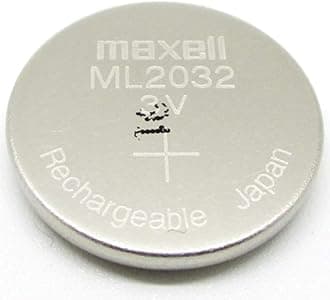 maxell
ML2032
3V
+
Rechargeable Japan